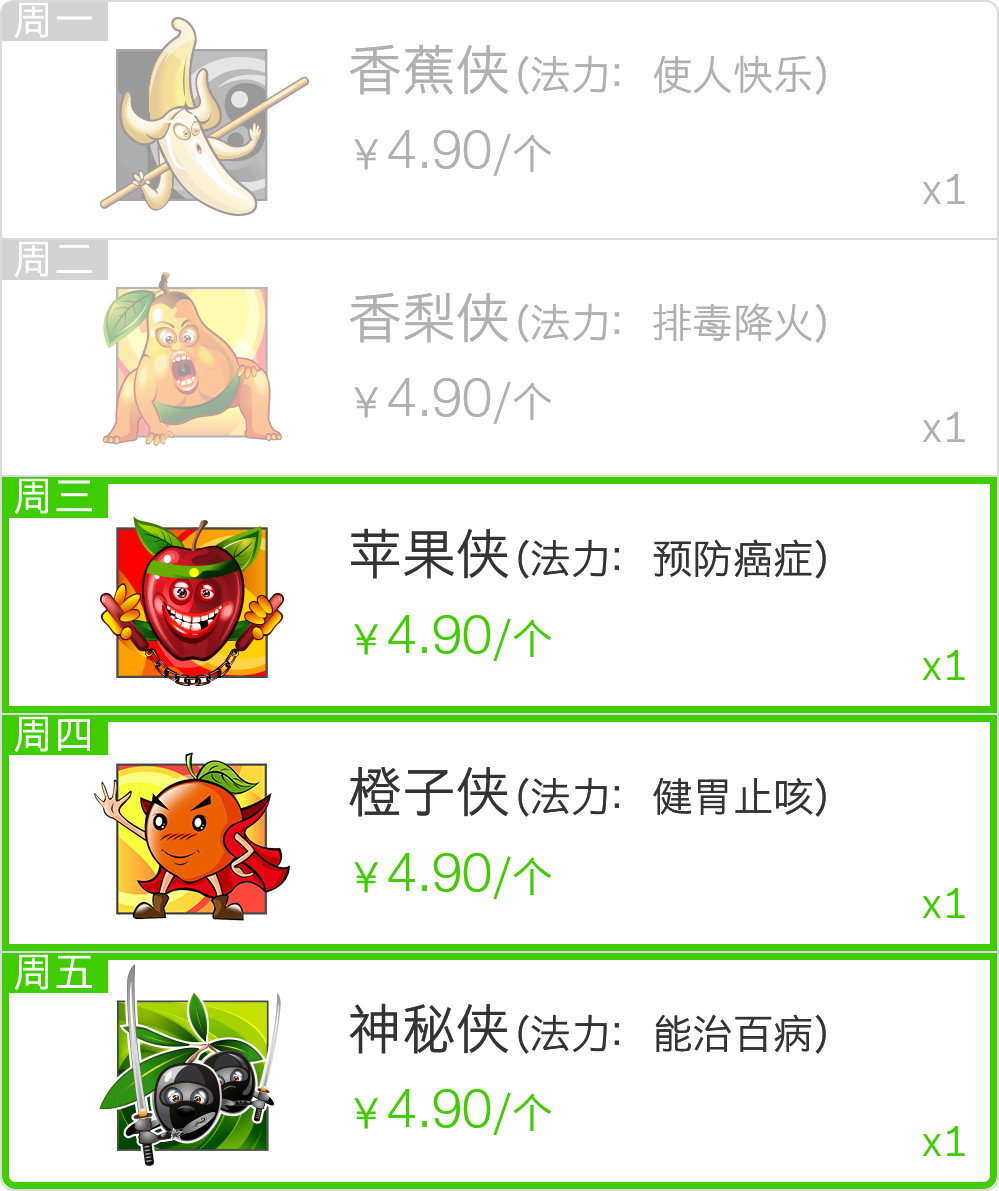 周一
香蕉侠(法力：使人快乐)
￥4.90/个
x1
周二
香梨侠(法力：排毒降火)
￥4.90/个
x1
周三
苹果侠(法力：预防癌症)
￥4.90/个
x1
周四
橙子侠(法力：健胃止咳)
￥4.90/个
x1
周五
神秘侠(法力：能治百病)
￥4.90/个
x1